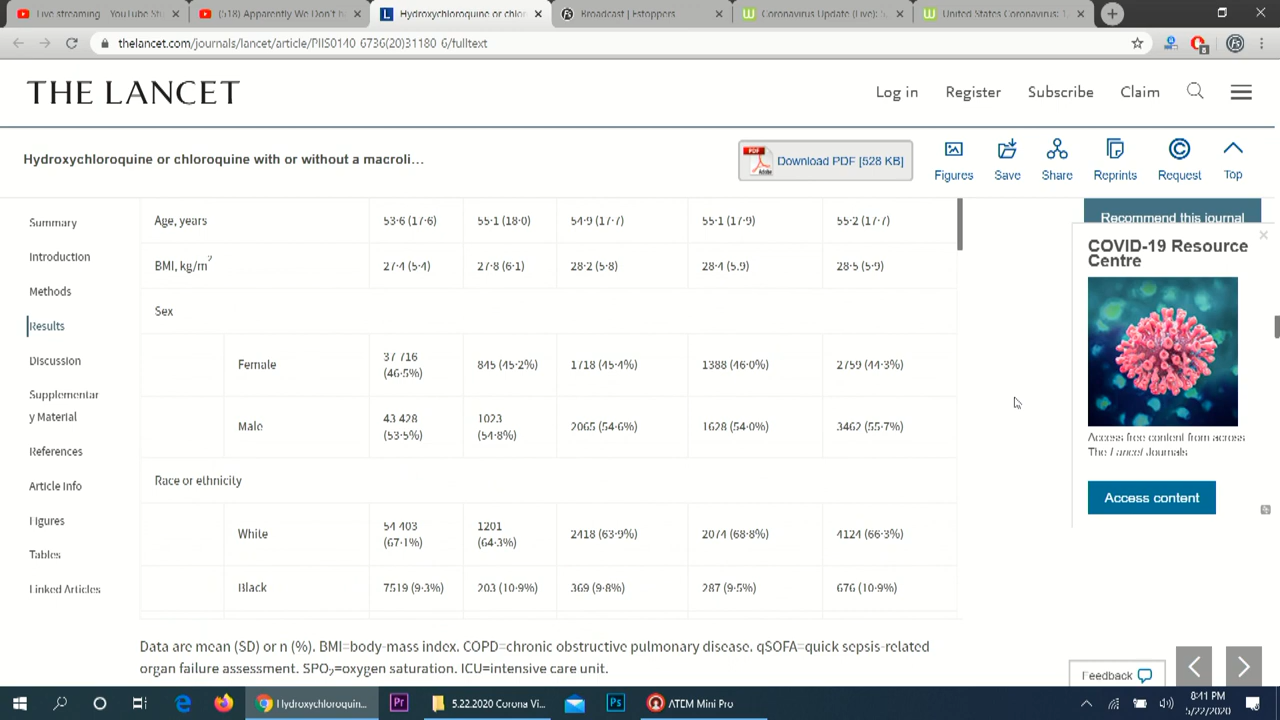 Live streaming - YouTube Stu
(518) Apparently We Don't h
Hydroxychloroquine or chlor
Broadcast | Estoppers
Coronavirus Update (Live): 5,
United States Coronavirus: 1,
thelancet.com/journals/lancet/article/PIIS0140 6736(20)31180 6/fulltext
THE LANCET
Log in
Register
Subscribe
Claim
Hydroxychloroquine or chloroquine with or without a macroli...
Download PDF [528 KB]
Figures
Save
Share
Reprints
Request
Top
Summary
Introduction
Methods
Results
Discussion
Supplementar
y Material
References
Article Info
Figures
Tables
Linked Articles
Age, years 53·6 (17·6) 55·1 (18·0) 54·9 (17·7) 55·1 (17·9) 55·2 (17·7)
BMI, kg/m² 27·4 (5·4) 27·8 (6·1) 28·2 (5·8) 28·4 (5.9) 28·5 (5·9)
Sex
Female 37 716 (46·5%) 845 (45·2%) 1718 (45·4%) 1388 (46·0%) 2759 (44·3%)
Male 43 428 (53·5%) 1023 (54·8%) 2065 (54·6%) 1628 (54·0%) 3462 (55·7%)
Race or ethnicity
White 54 403 (67·1%) 1201 (64·3%) 2418 (63·9%) 2074 (68·8%) 4124 (66·3%)
Black 7519 (9·3%) 203 (10·9%) 369 (9·8%) 287 (9·5%) 676 (10·9%)
Data are mean (SD) or n (%). BMI=body-mass index. COPD=chronic obstructive pulmonary disease. qSOFA=quick sepsis-related
organ failure assessment. SPO₂=oxygen saturation. ICU=intensive care unit.
Recommend this journal
COVID-19 Resource
Centre
Access free content from across
The Lancet Journals
Access content
Feedback
Hydroxychloroquin...
5.22.2020 Corona Vi...
ATEM Mini Pro
8:41 PM
5/22/2020